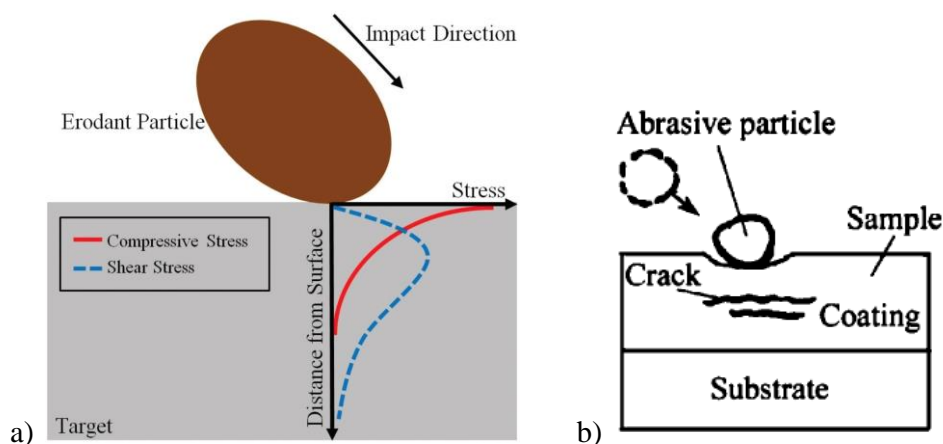 Impact Direction
Erodant Particle
Stress
Compressive Stress
Shear Stress
Distance from Surface
Target
a)
Abrasive particle
Sample
Crack
Coating
Substrate
b)